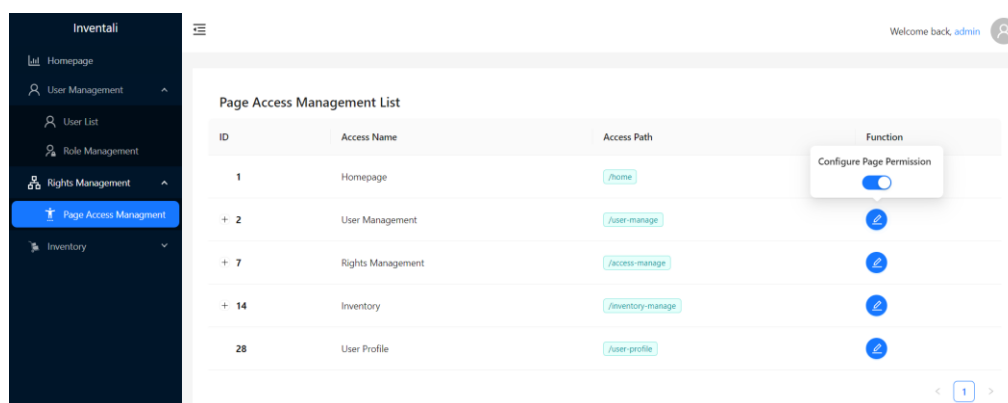 Inventali
Welcome back, admin
Homepage
User Management
User List
Role Management
Rights Management
Page Access Managment
Inventory
Page Access Management List
ID Access Name Access Path Function
Configure Page Permission
1 Homepage /home
+ 2 User Management /user-manage
+ 7 Rights Management /access-manage
+ 14 Inventory /inventory-manage
28 User Profile /user-profile
< 1 >